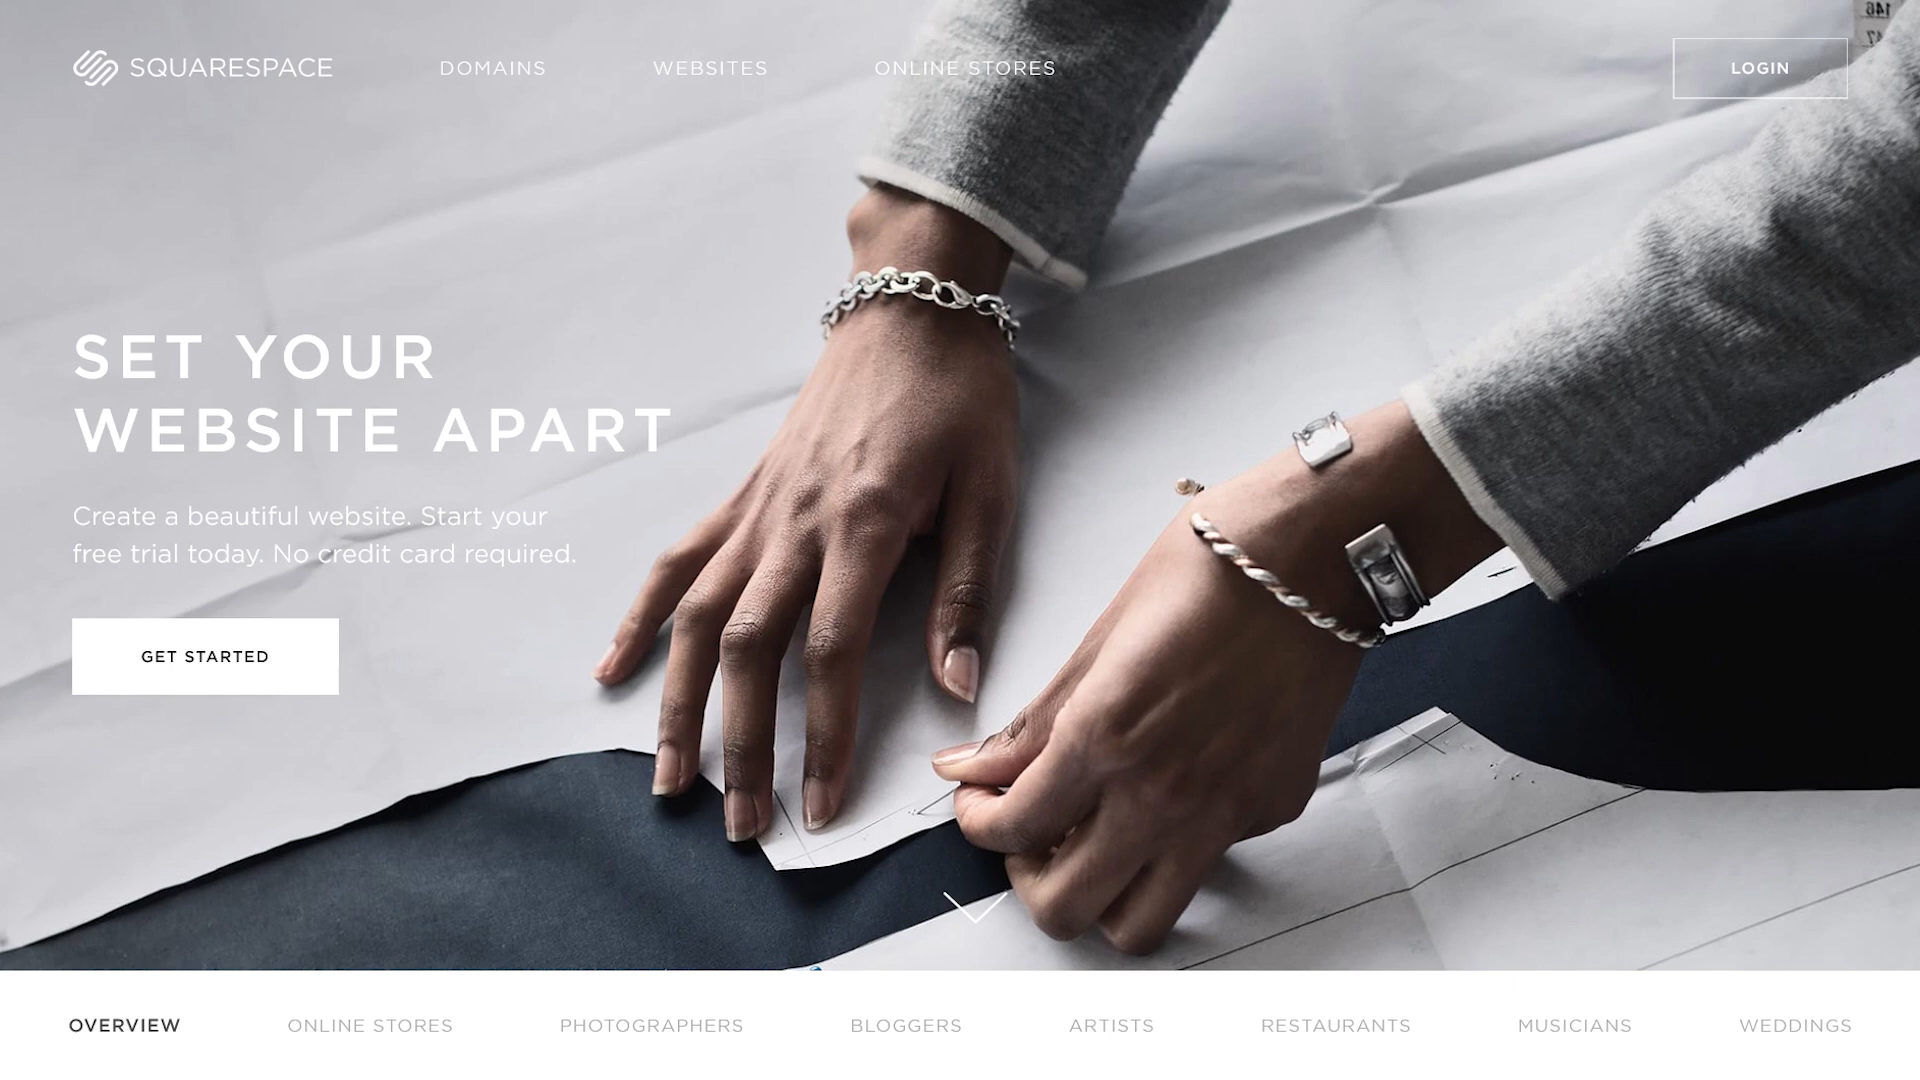 SQUARESPACE
DOMAINS
WEBSITES
ONLINE STORES
LOGIN
SET YOUR
WEBSITE APART
Create a beautiful website. Start your
free trial today. No credit card required.
GET STARTED
OVERVIEW
ONLINE STORES
PHOTOGRAPHERS
BLOGGERS
ARTISTS
RESTAURANTS
MUSICIANS
WEDDINGS